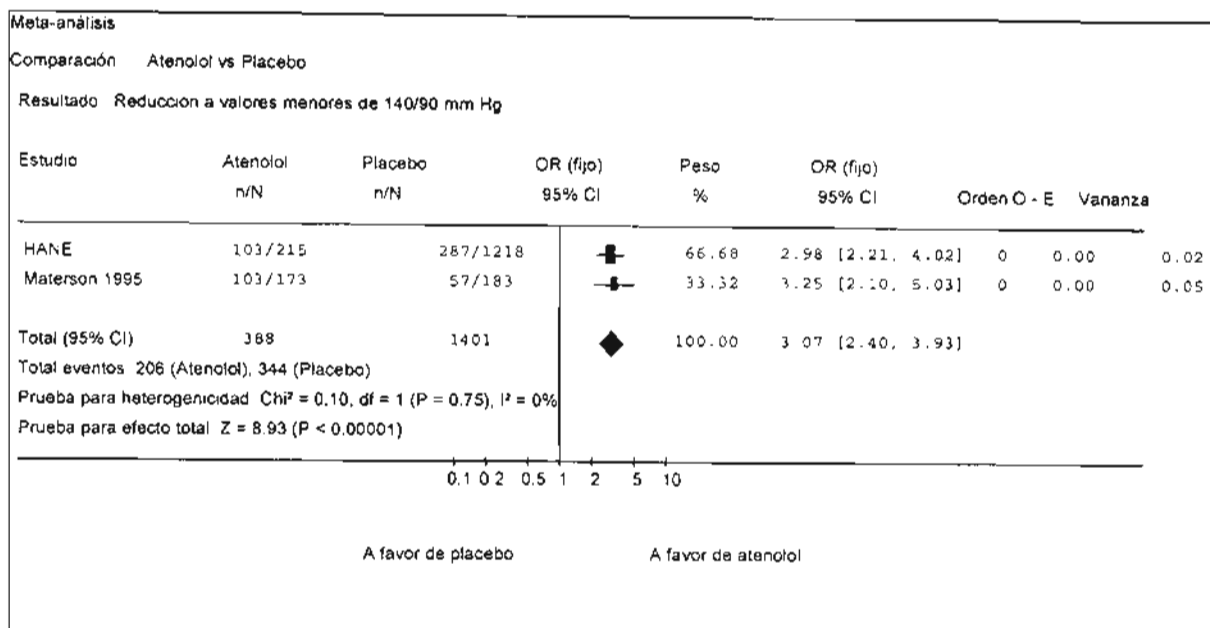 Meta-análisis
Comparación Atenolol vs Placebo
Resultado Reduccion a valores menores de 140/90 mm Hg
Estudio Atenolol Placebo OR (fijo) Peso OR (fijo)
n/N n/N 95% CI % 95% CI Orden O - E Vananza
HANE 103/215 287/1218 66.68 2.98 [2.21, 4.02] 0 0.00 0.02
Materson 1995 103/173 57/183 33.32 3.25 [2.10, 5.03] 0 0.00 0.05
Total (95% CI) 388 1401 100.00 3 07 [2.40, 3.93]
Total eventos 206 (Atenolol), 344 (Placebo)
Prueba para heterogenicidad Chi² = 0.10, df = 1 (P = 0.75), I² = 0%
Prueba para efecto total Z = 8.93 (P < 0.00001)
0.1 0 2 0.5 1 2 5 10
A favor de placebo A favor de atenolol